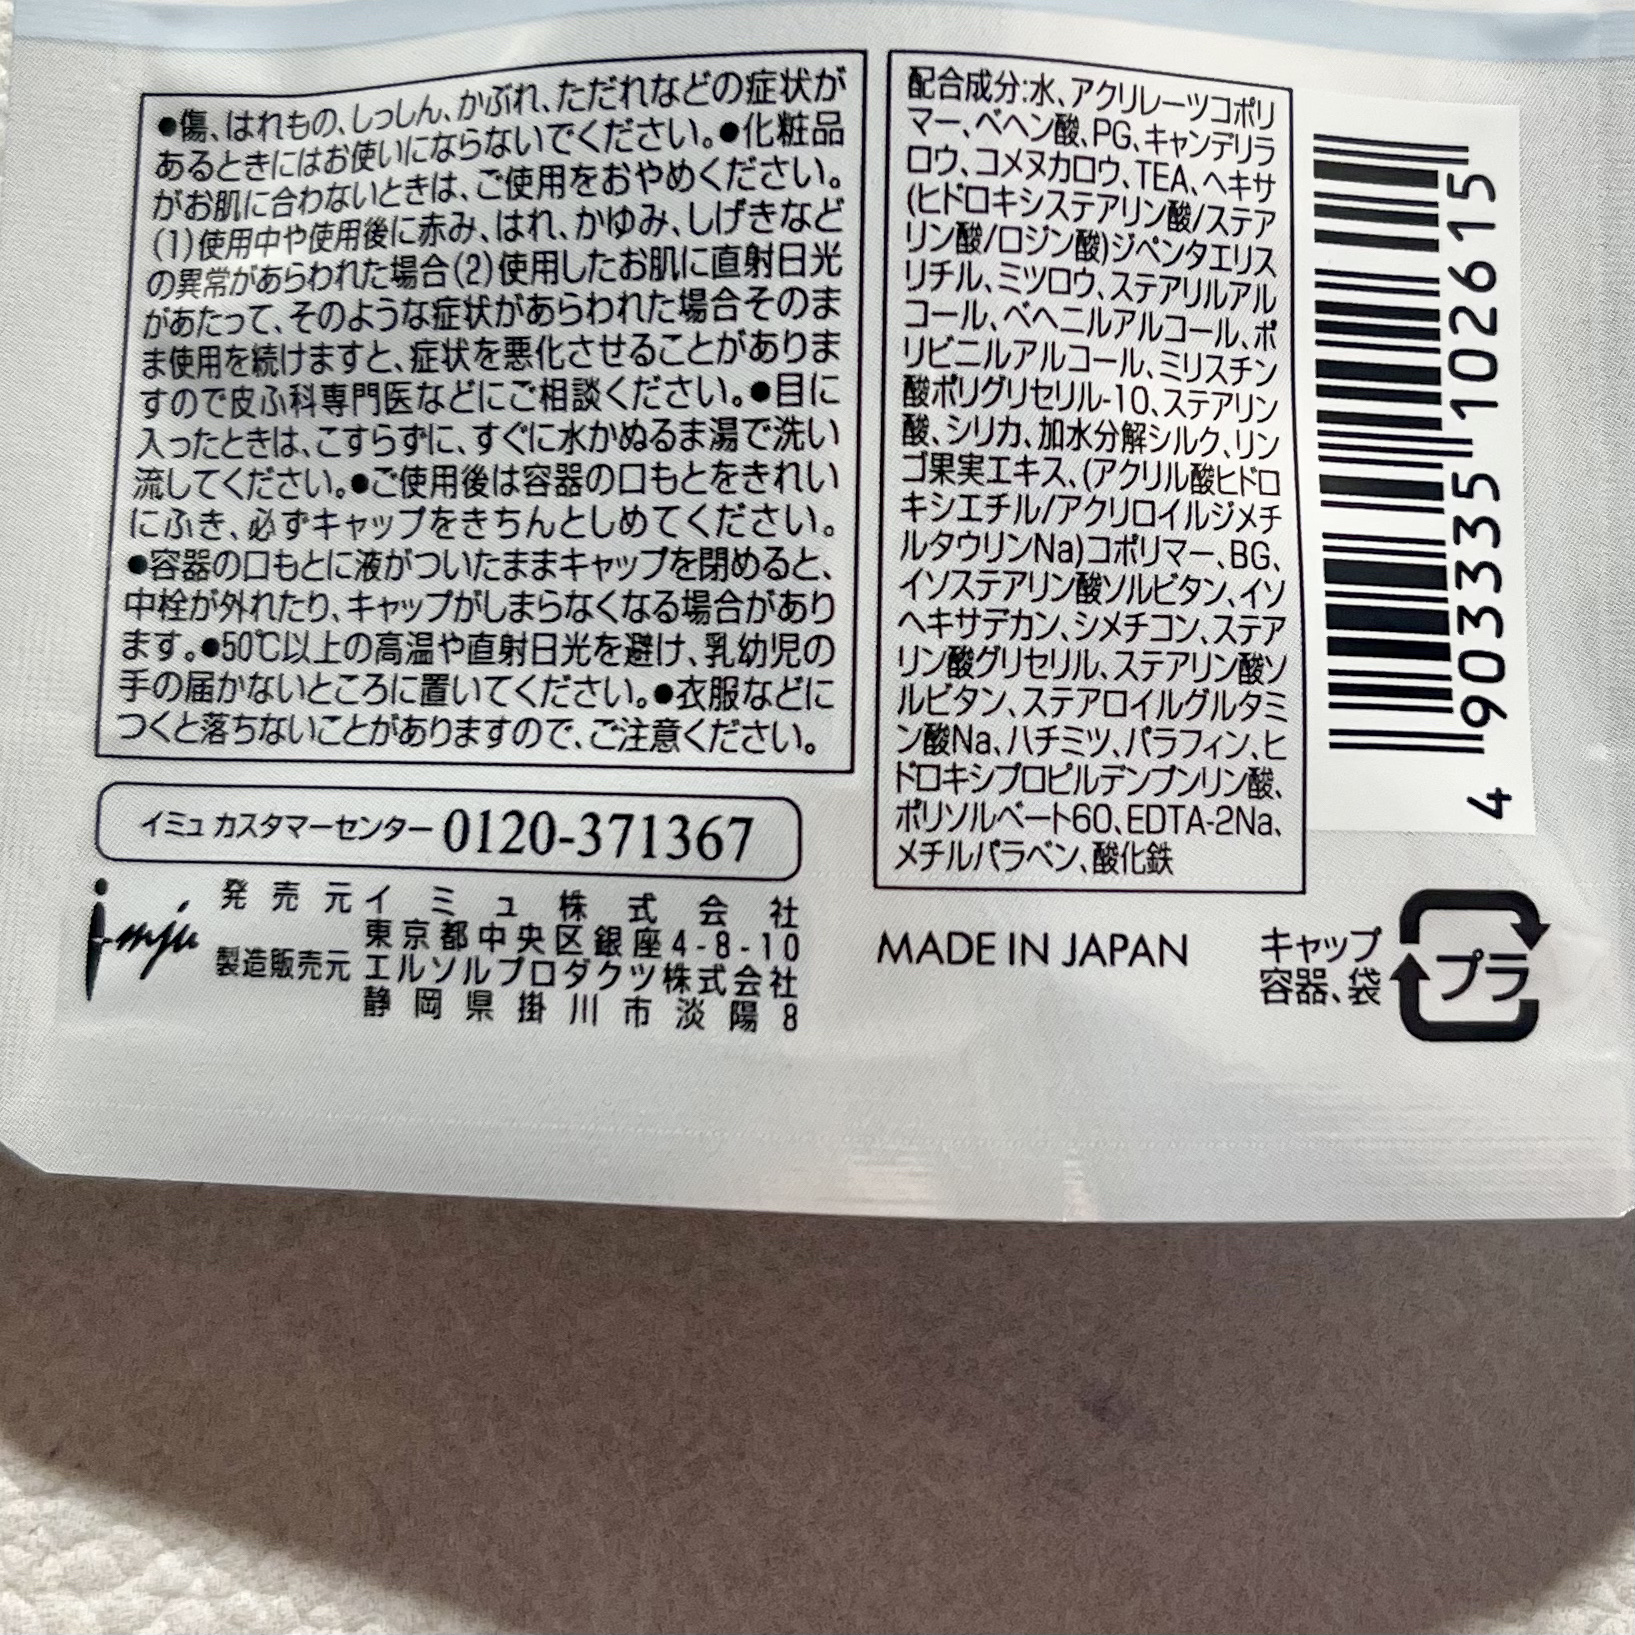 ●傷、はれもの、しっしん、かぶれ、ただれなどの症状が
あるときにはお使いにならないでください。●化粧品
がお肌に合わないときは、ご使用をおやめください。
(1)使用中や使用後に赤み、はれ、かゆみ、しげきなど
の異常があらわれた場合(2)使用したお肌に直射日光
があたって、そのような症状があらわれた場合そのま
ま使用を続けますと、症状を悪化させることがありま
すので皮ふ科専門医などにご相談ください。●目に
入ったときは、こすらずに、すぐに水かぬるま湯で洗い
流してください。●ご使用後は容器の口もとをきれい
にふき、必ずキャップをきちんとしめてください。
●容器の口もとに液がついたままキャップを閉めると、
中栓が外れたり、キャップがしまらなくなる場合があり
ます。●50℃以上の高温や直射日光を避け、乳幼児の
手の届かないところに置いてください。●衣服などに
つくと落ちないことがありますので、ご注意ください。
イミュ カスタマーセンター 0120-371367
imju
発売元 イミュ株式会社
東京都中央区銀座4-8-10
製造販売元 エルソルプロダクツ株式会社
静岡県掛川市淡陽8
配合成分:水、アクリレーツコポリ
マー、ベヘン酸、PG、キャンデリラ
ロウ、コメヌカロウ、TEA、ヘキサ
(ヒドロキシステアリン酸/ステア
リン酸/ロジン酸)ジペンタエリス
リチル、ミツロウ、ステアリルアル
コール、ベヘニルアルコール、ポ
リビニルアルコール、ミリスチン
酸ポリグリセリル-10、ステアリン
酸、シリカ、加水分解シルク、リン
ゴ果実エキス、(アクリル酸ヒドロ
キシエチル/アクリロイルジメチ
ルタウリンNa)コポリマー、BG、
イソステアリン酸ソルビタン、イソ
ヘキサデカン、シメチコン、ステア
リン酸グリセリル、ステアリン酸ソ
ルビタン、ステアロイルグルタミ
ン酸Na、ハチミツ、パラフィン、ヒ
ドロキシプロピルデンプンリン酸、
ポリソルベート60、EDTA-2Na、
メチルパラベン、酸化鉄
MADE IN JAPAN
キャップ
容器、袋
プラ
4 903335 102615